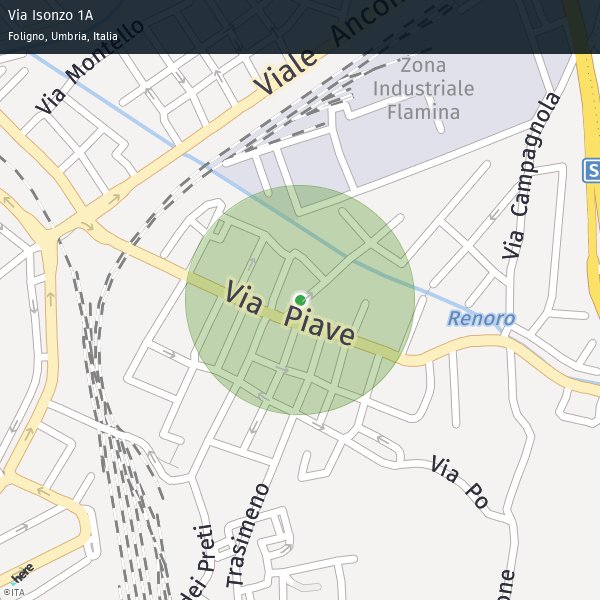 Via Isonzo 1A
Foligno, Umbria, Italia
Via Montello
Viale Ancon
Zona
Industriale
Flamina
Via Campagnola
S
Via Piave
Renoro
Via Po
Trasimeno
dei Preti
one
here
©ITA